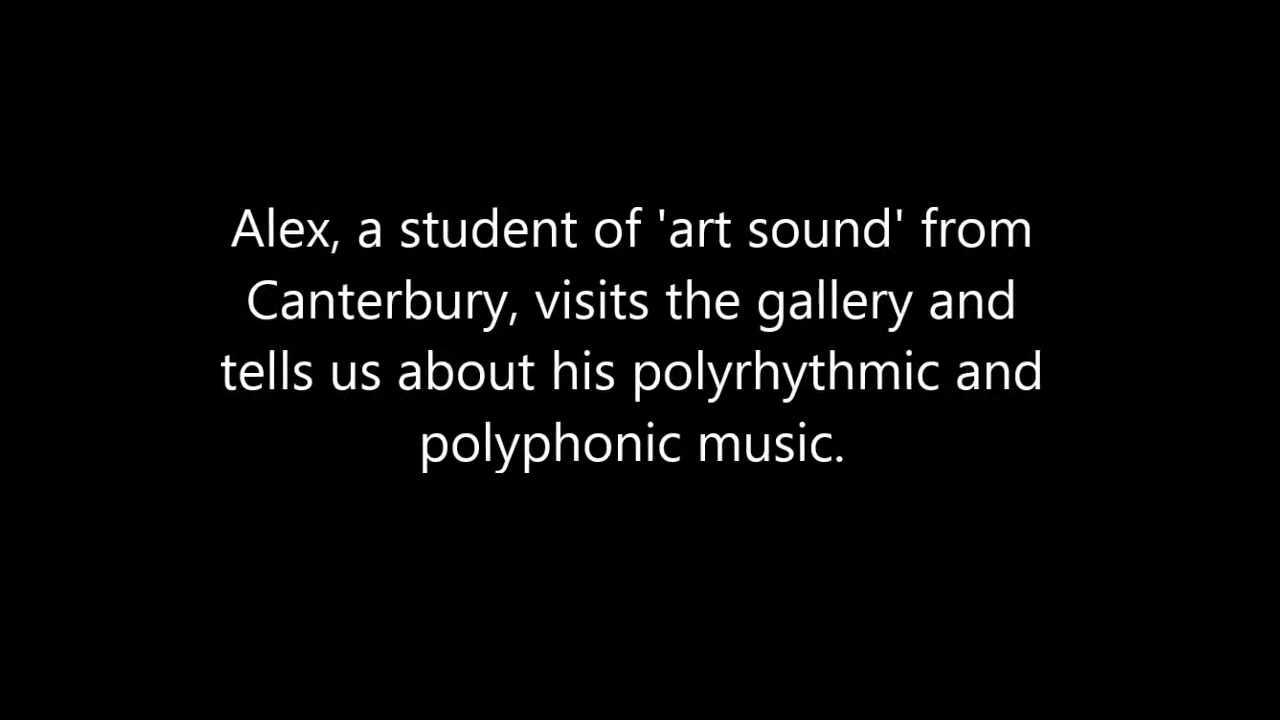 Alex, a student of 'art sound' from
Canterbury, visits the gallery and
tells us about his polyrhythmic and
polyphonic music.